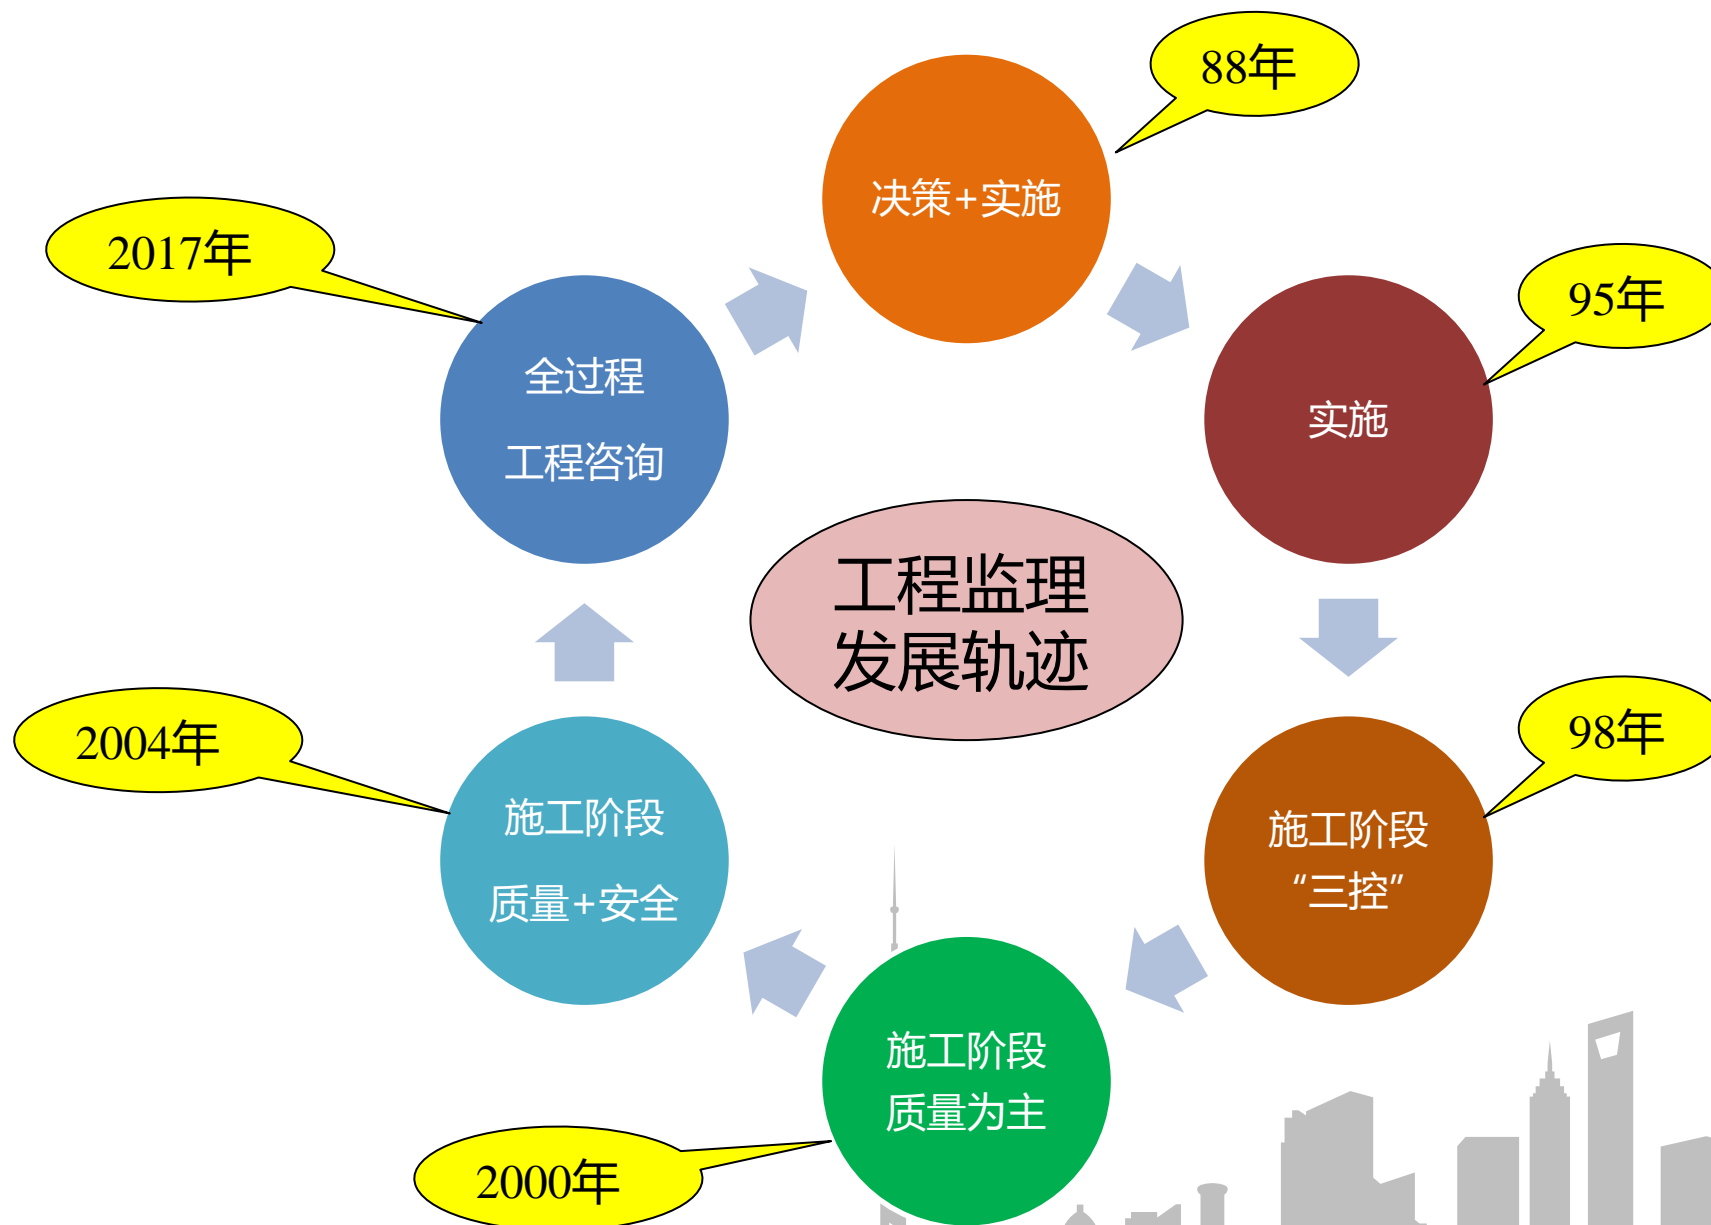 88年
决策+实施
2017年
95年
全过程
工程咨询
实施
工程监理
发展轨迹
2004年
98年
施工阶段
质量+安全
施工阶段
“三控”
施工阶段
质量为主
2000年